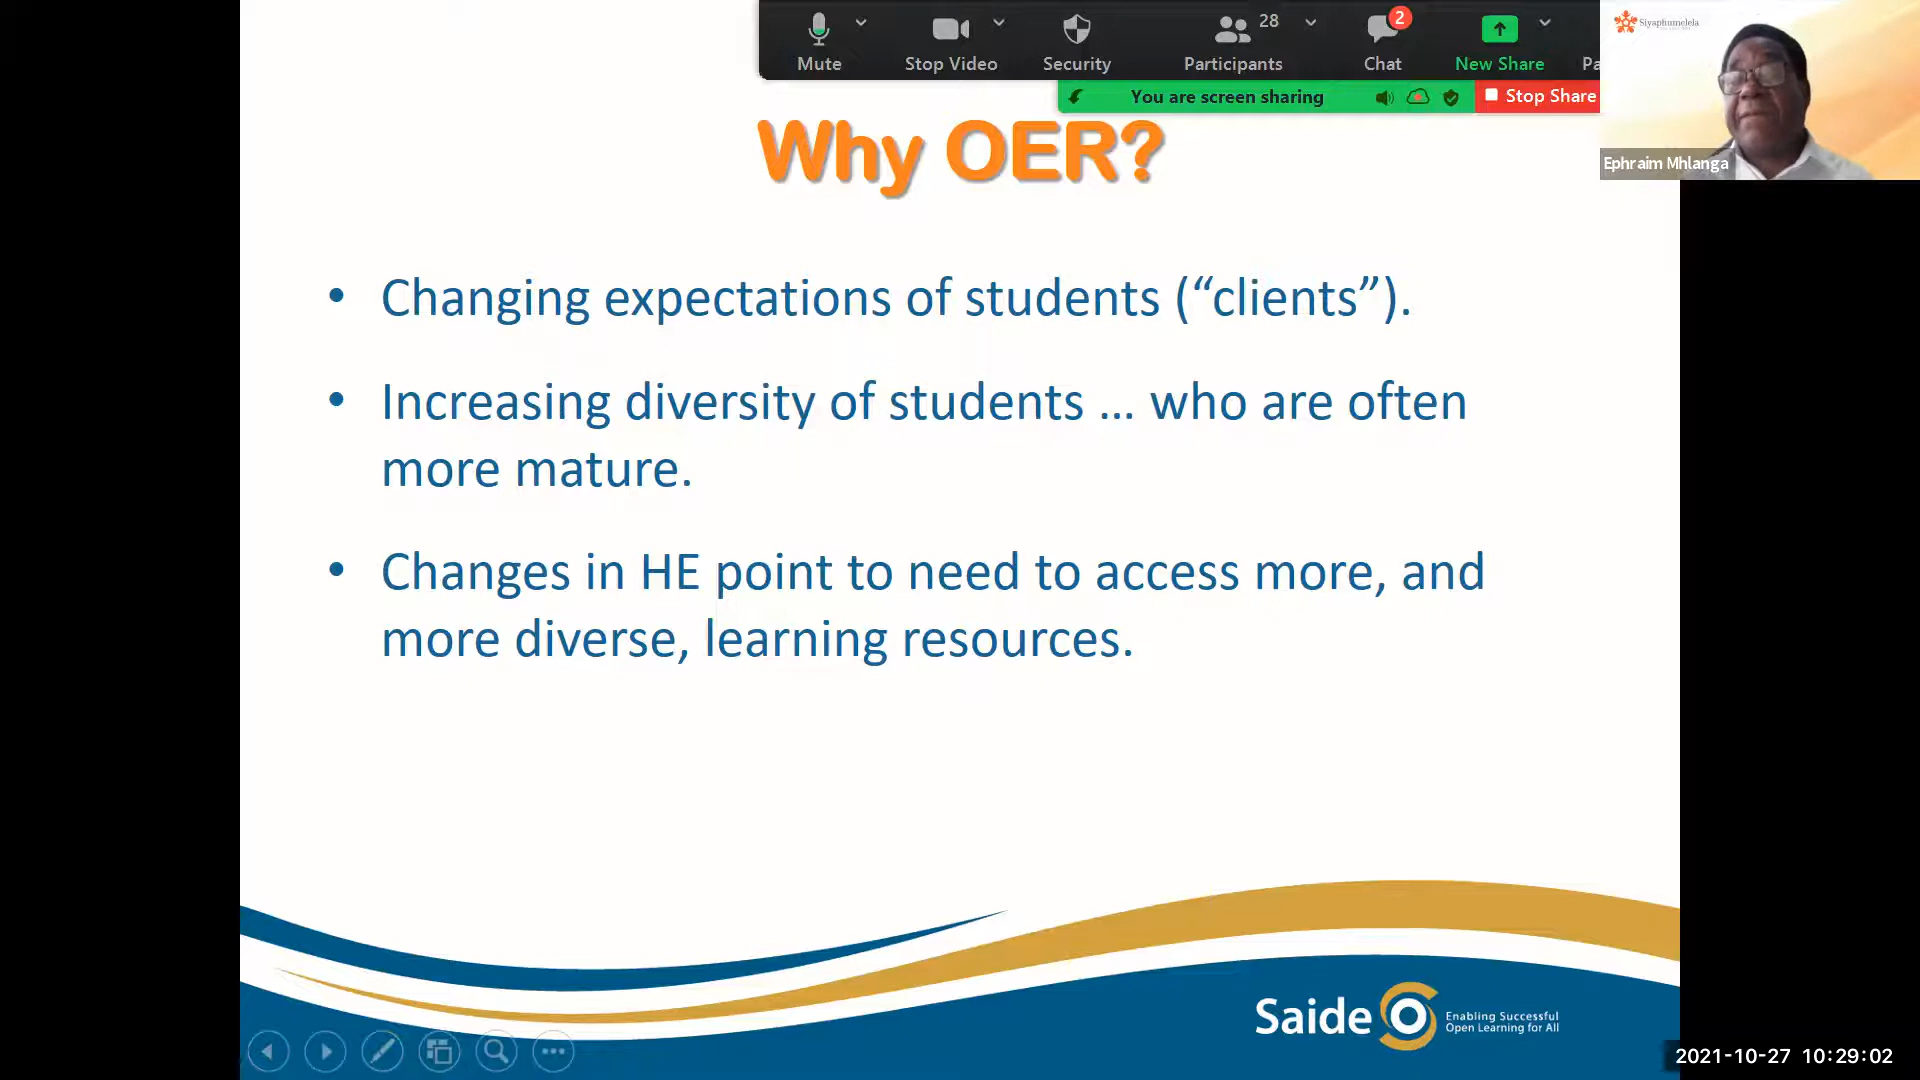 Mute
Stop Video
Security
Participants
28
Chat
2
New Share
Pa
You are screen sharing
Stop Share
Siyaphumelela
Ephraim Mhlanga
Why OER?
• Changing expectations of students (“clients”).
• Increasing diversity of students ... who are often
more mature.
• Changes in HE point to need to access more, and
more diverse, learning resources.
Saide
Enabling Successful
Open Learning for All
2021-10-27 10:29:02